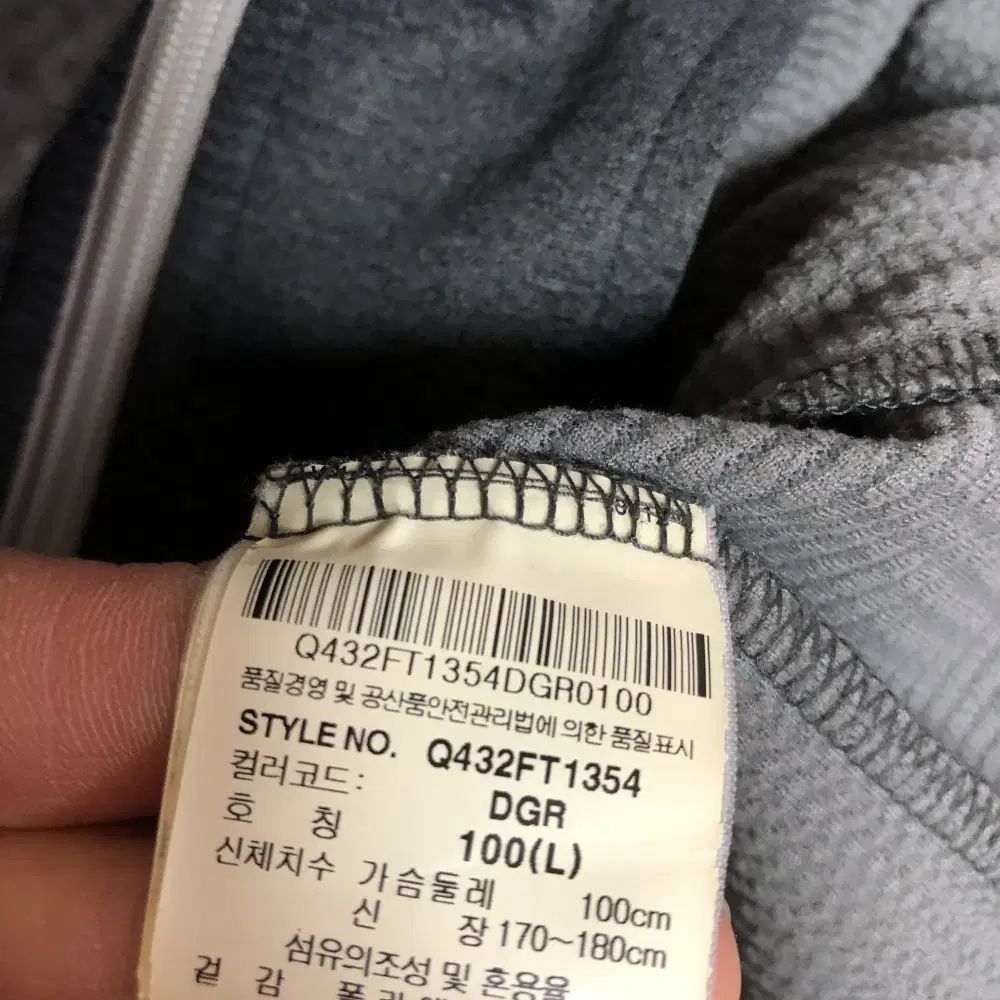 Q432FT1354DGR0100
품질경영 및 공산품안전관리법에 의한 품질표시
STYLE NO. Q432FT1354
컬러코드: DGR
호 칭 100(L)
신체치수 가슴둘레 100cm
신 장 170~180cm
섬유의조성 및 혼용율
겉 감